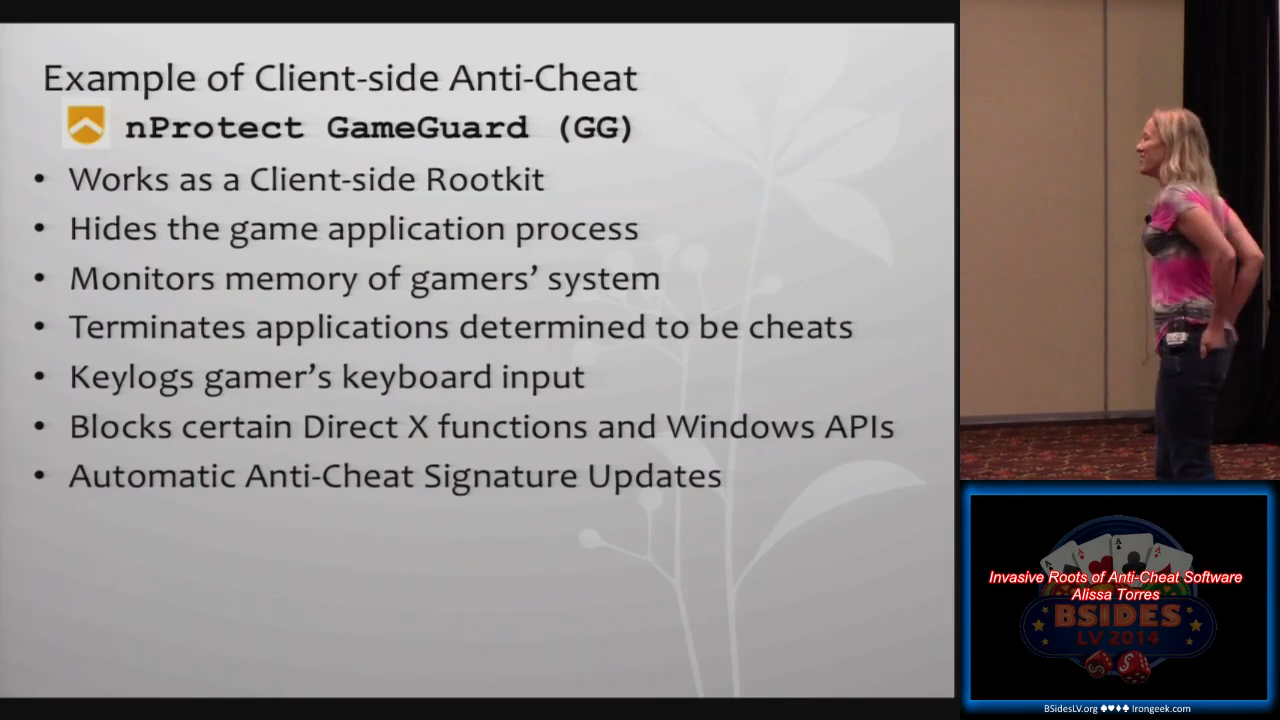 Example of Client-side Anti-Cheat
nProtect GameGuard (GG)
• Works as a Client-side Rootkit
• Hides the game application process
• Monitors memory of gamers’ system
• Terminates applications determined to be cheats
• Keylogs gamer’s keyboard input
• Blocks certain Direct X functions and Windows APIs
• Automatic Anti-Cheat Signature Updates
Invasive Roots of Anti-Cheat Software
Alissa Torres
BSIDES
LV 2014
BSidesLV.org ♠♥♦♣ Irongeek.com